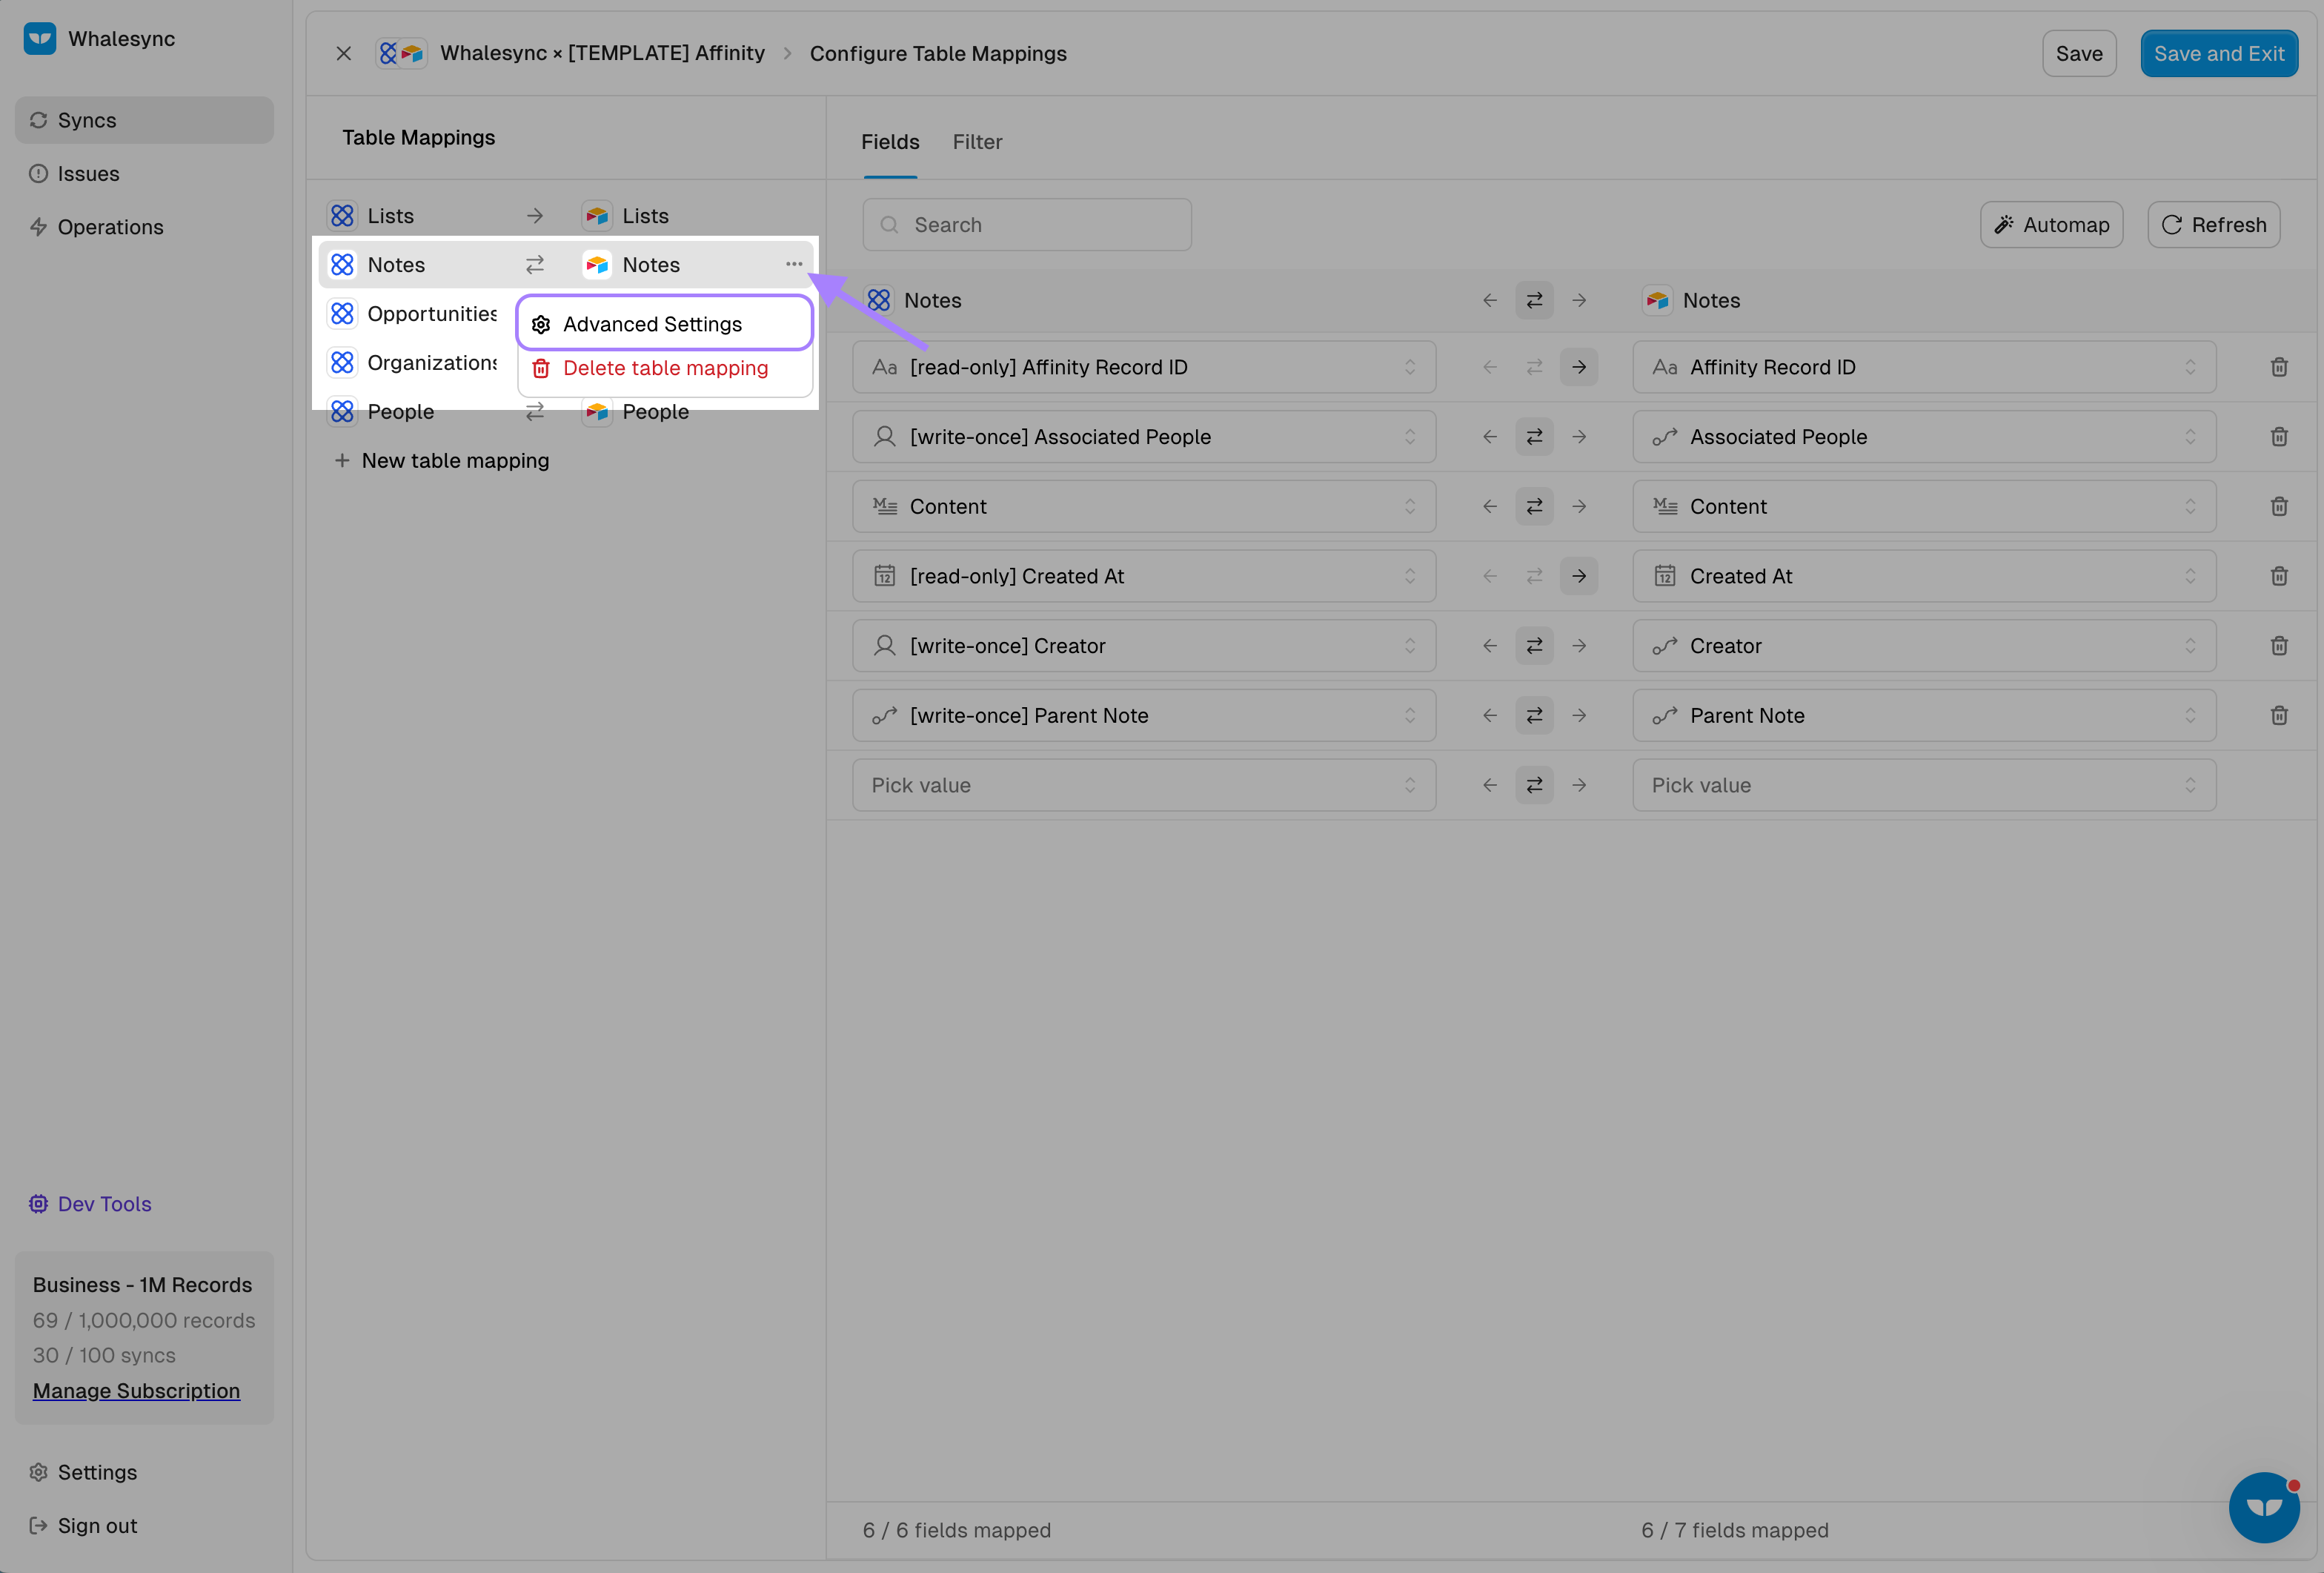 Whalesync
Syncs
Issues
Operations
Dev Tools
Business - 1M Records
69 / 1,000,000 records
30 / 100 syncs
Manage Subscription
Settings
Sign out
Whalesync × [TEMPLATE] Affinity > Configure Table Mappings
Save
Save and Exit
Table Mappings
Lists → Lists
Notes ⇄ Notes ···
Opportunities
Advanced Settings
Organizations
Delete table mapping
People ⇄ People
+ New table mapping
Fields Filter
Search
Automap
Refresh
Notes ← ⇄ → Notes
Aa [read-only] Affinity Record ID ← ⇄ → Aa Affinity Record ID
[write-once] Associated People ← ⇄ → Associated People
Content ← ⇄ → Content
12 [read-only] Created At ← ⇄ → 12 Created At
[write-once] Creator ← ⇄ → Creator
[write-once] Parent Note ← ⇄ → Parent Note
Pick value ← ⇄ → Pick value
6 / 6 fields mapped
6 / 7 fields mapped